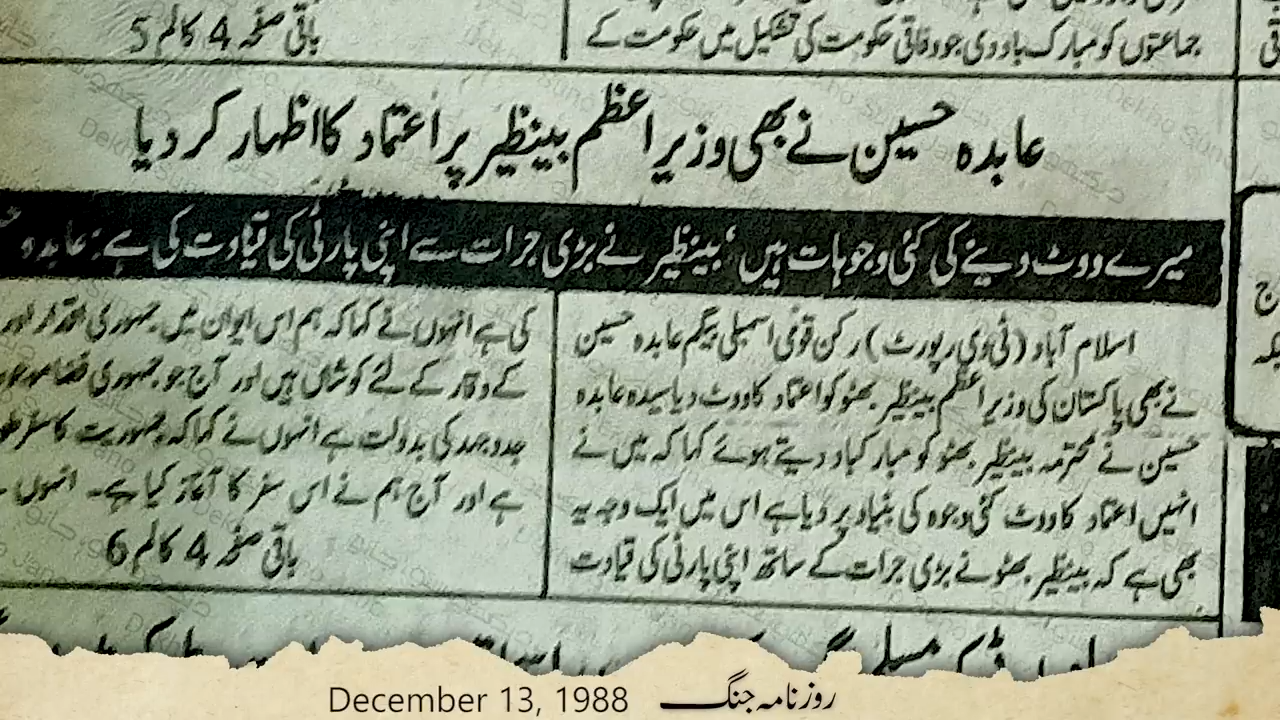 جماعتوں کو مبارک باد دی جو وفاقی حکومت کی تشکیل میں حکومت کے
باقی صفحہ 4 کالم 5
عابدہ حسین نے بھی وزیراعظم بینظیر پر اعتماد کا اظہار کر دیا
میرے ووٹ دینے کی کئی وجوہات ہیں، بینظیر نے بڑی جرات سے اپنی پارٹی کی قیادت کی ہے: عابدہ
اسلام آباد (ٹی وی رپورٹ) رکن قومی اسمبلی بیگم عابدہ حسین
نے بھی پاکستان کی وزیراعظم بینظیر بھٹو کو اعتماد کا ووٹ دیا سیدہ عابدہ
حسین نے محترمہ بینظیر بھٹو کو مبارکباد دیتے ہوئے کہا کہ میں نے
انہیں اعتماد کا ووٹ کئی وجوہ کی بنیاد پر دیا ہے اس میں ایک وجہ یہ
بھی ہے کہ بینظیر بھٹو نے بڑی جرات کے ساتھ اپنی پارٹی کی قیادت
کی ہے انہوں نے کہا کہ ہم اس ایوان میں جمہوری اقدار اور
کے وقار کے لئے کوشاں ہیں اور آج جو جمہوری فضا موجود
جدوجہد کی بدولت ہے انہوں نے کہا کہ جمہوریت کا سفر
ہے اور آج ہم نے اس سفر کا آغاز کیا ہے۔ انہوں
باقی صفحہ 4 کالم 6
December 13, 1988 روزنامہ جنگ